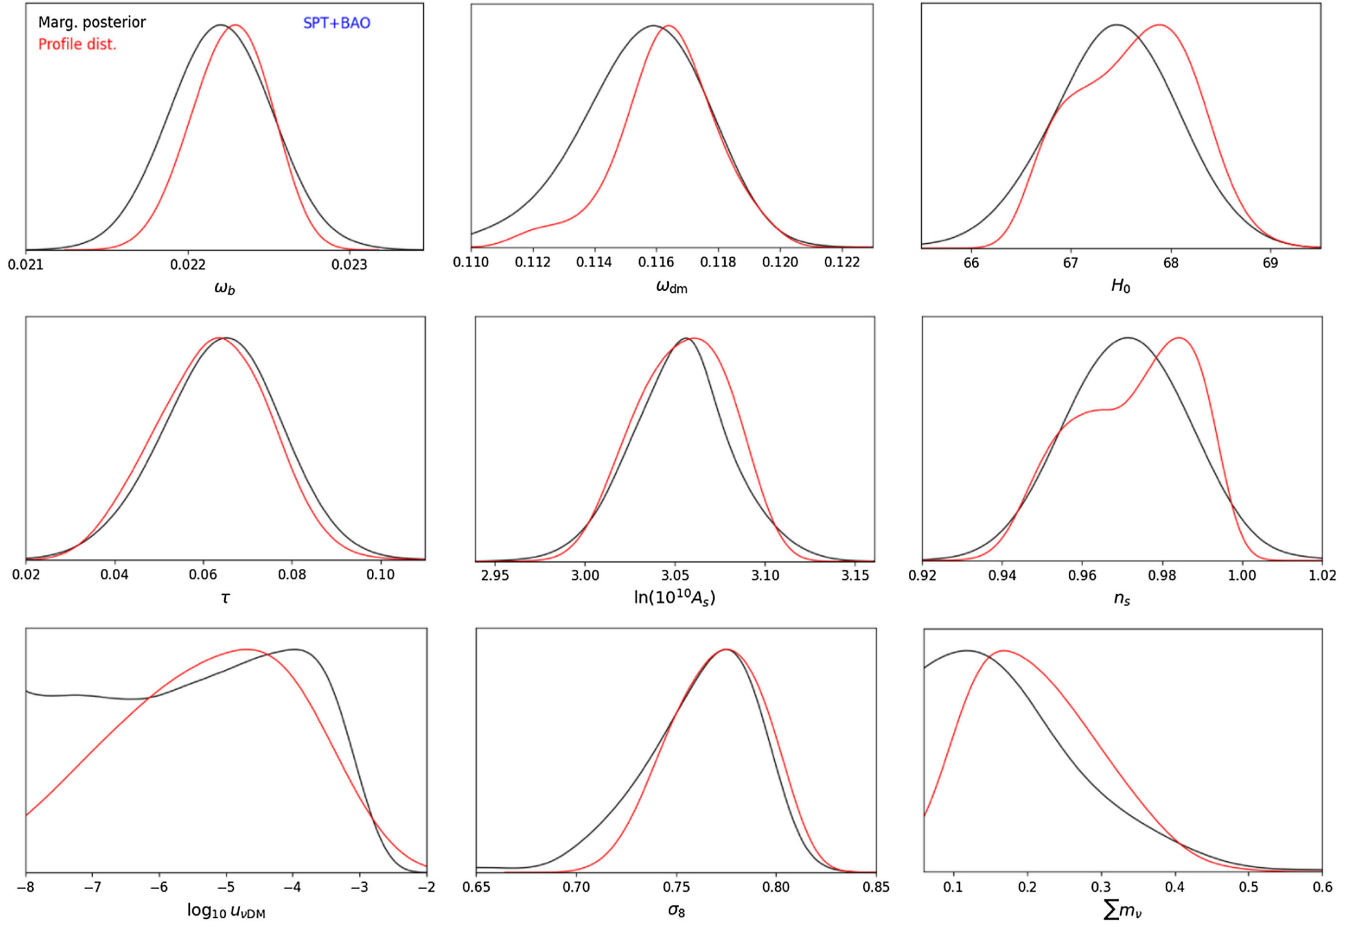 Marg. posterior SPT+BAO
Profile dist.
0.021 0.022 0.023
ω_b
0.110 0.112 0.114 0.116 0.118 0.120 0.122
ω_dm
66 67 68 69
H_0
0.02 0.04 0.06 0.08 0.10
τ
2.95 3.00 3.05 3.10 3.15
ln(10^10 A_s)
0.92 0.94 0.96 0.98 1.00 1.02
n_s
−8 −7 −6 −5 −4 −3 −2
log_10 u_νDM
0.65 0.70 0.75 0.80 0.85
σ_8
0.1 0.2 0.3 0.4 0.5 0.6
∑m_ν